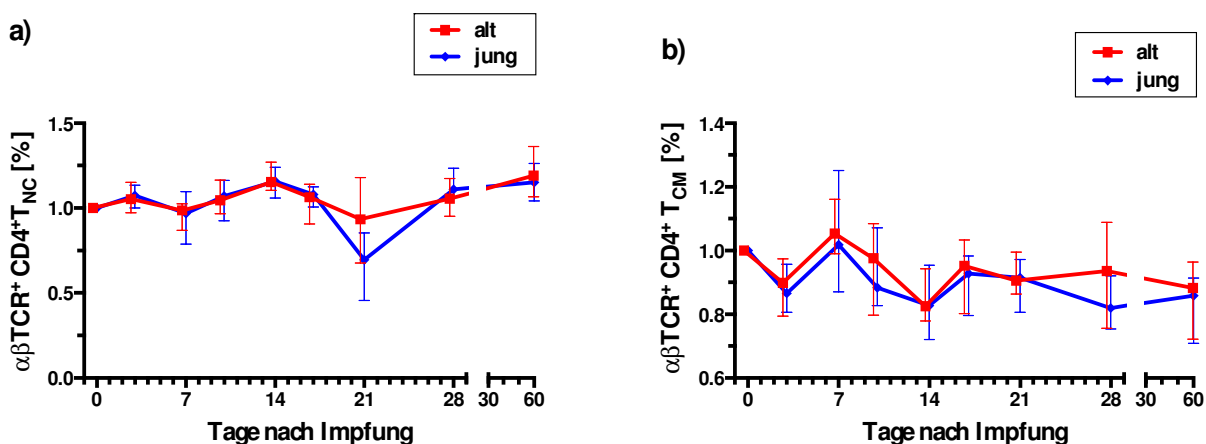 a)
alt
jung
αβTCR+ CD4+TNC [%]
1.5
1.0
0.5
0.0
0 7 14 21 28 30 60
Tage nach Impfung
b)
alt
jung
αβTCR+ CD4+ TCM [%]
1.4
1.2
1.0
0.8
0.6
0 7 14 21 28 30 60
Tage nach Impfung